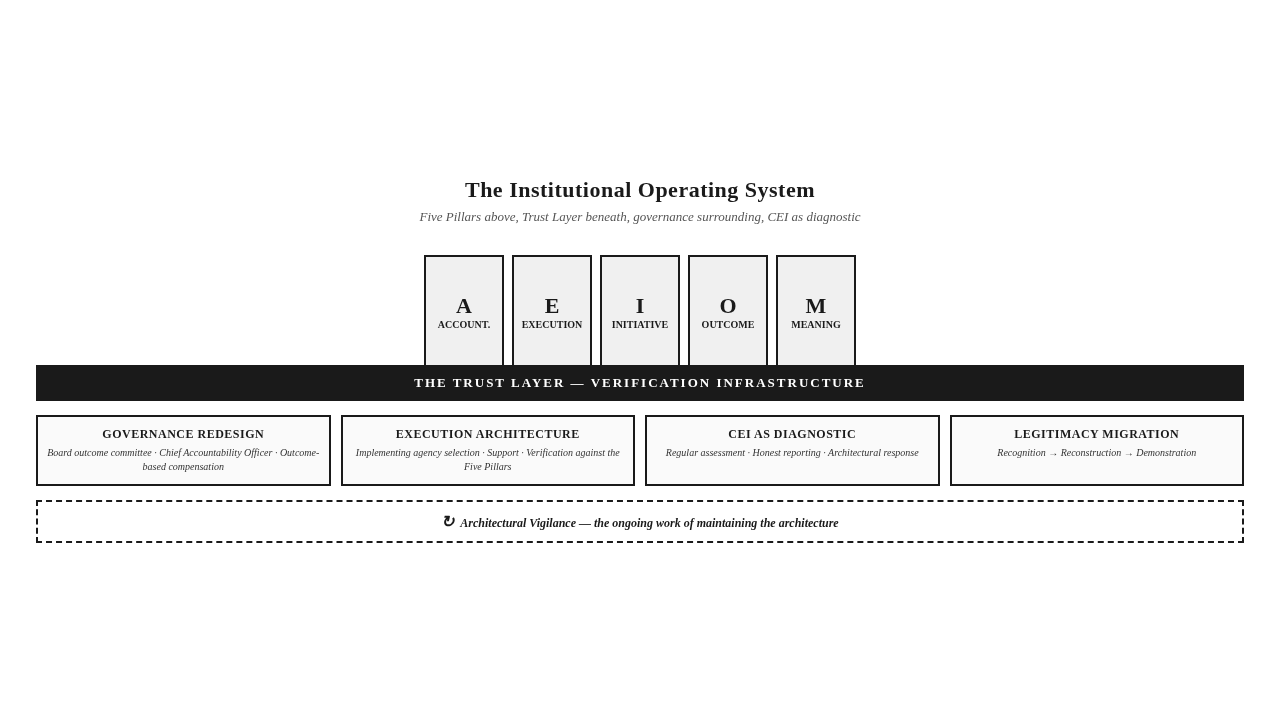 The Institutional Operating System
Five Pillars above, Trust Layer beneath, governance surrounding, CEI as diagnostic
A
ACCOUNT.
E
EXECUTION
I
INITIATIVE
O
OUTCOME
M
MEANING
THE TRUST LAYER — VERIFICATION INFRASTRUCTURE
GOVERNANCE REDESIGN
Board outcome committee · Chief Accountability Officer · Outcome-
based compensation
EXECUTION ARCHITECTURE
Implementing agency selection · Support · Verification against the
Five Pillars
CEI AS DIAGNOSTIC
Regular assessment · Honest reporting · Architectural response
LEGITIMACY MIGRATION
Recognition → Reconstruction → Demonstration
↻ Architectural Vigilance — the ongoing work of maintaining the architecture